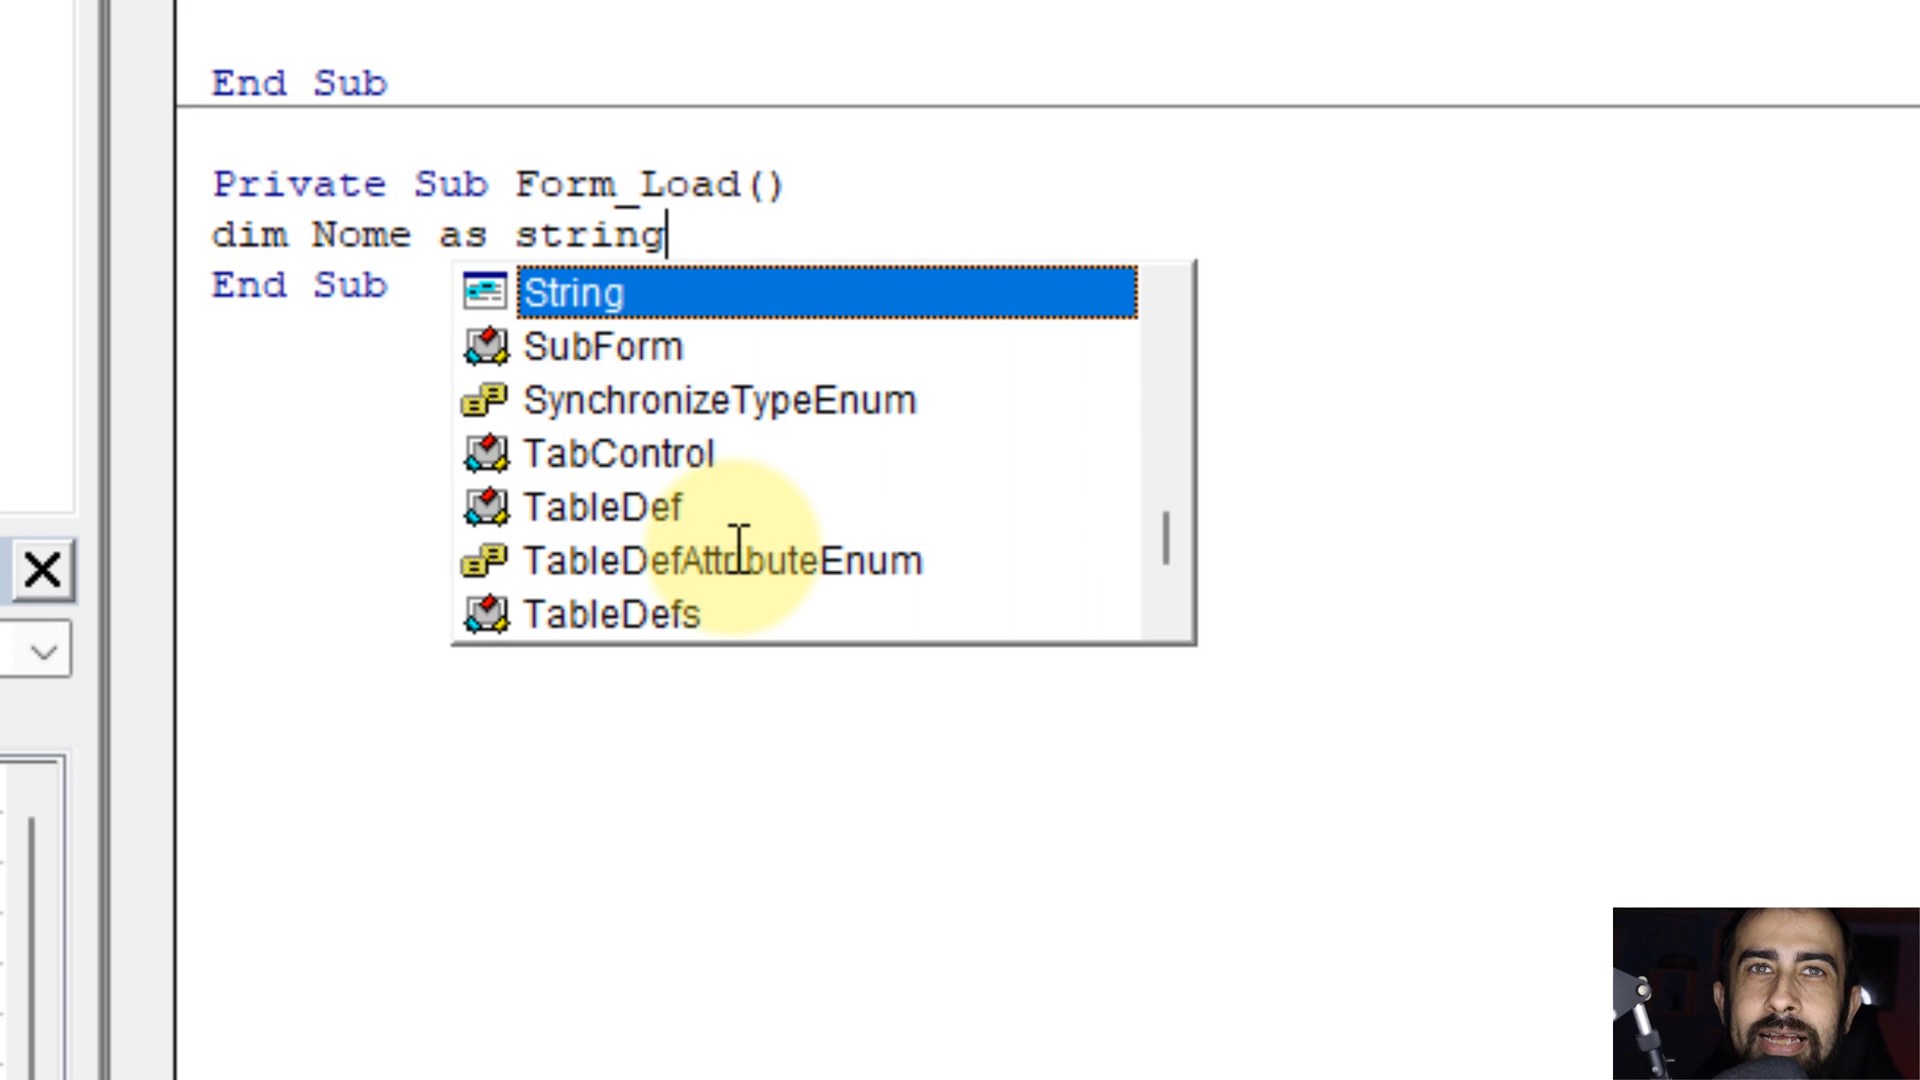 End Sub
Private Sub Form_Load()
dim Nome as string
End Sub
String
SubForm
SynchronizeTypeEnum
TabControl
TableDef
TableDefAttributeEnum
TableDefs